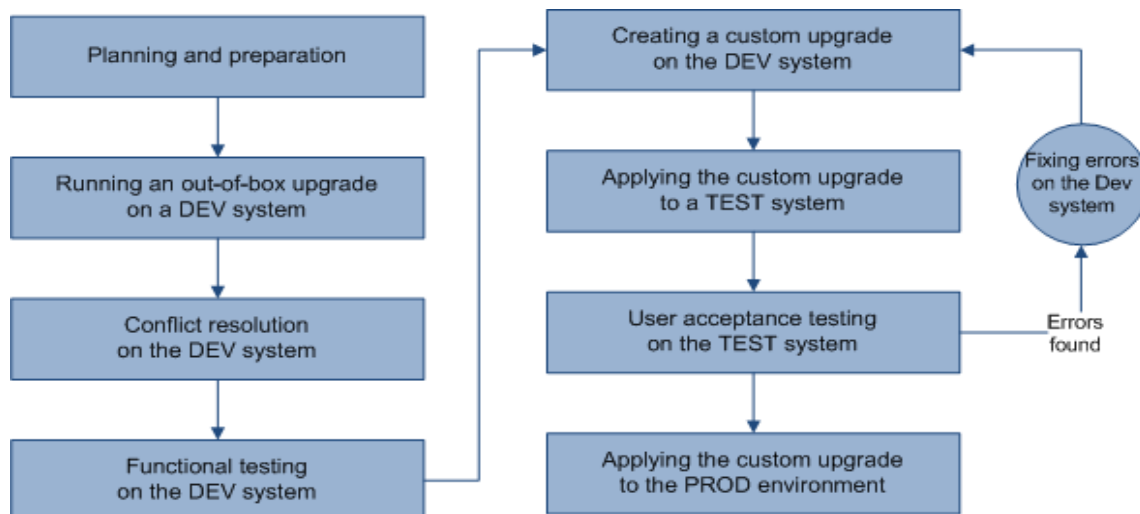 Planning and preparation
Running an out-of-box upgrade
on a DEV system
Conflict resolution
on the DEV system
Functional testing
on the DEV system
Creating a custom upgrade
on the DEV system
Applying the custom upgrade
to a TEST system
User acceptance testing
on the TEST system
Errors
found
Fixing errors
on the Dev
system
Applying the custom upgrade
to the PROD environment